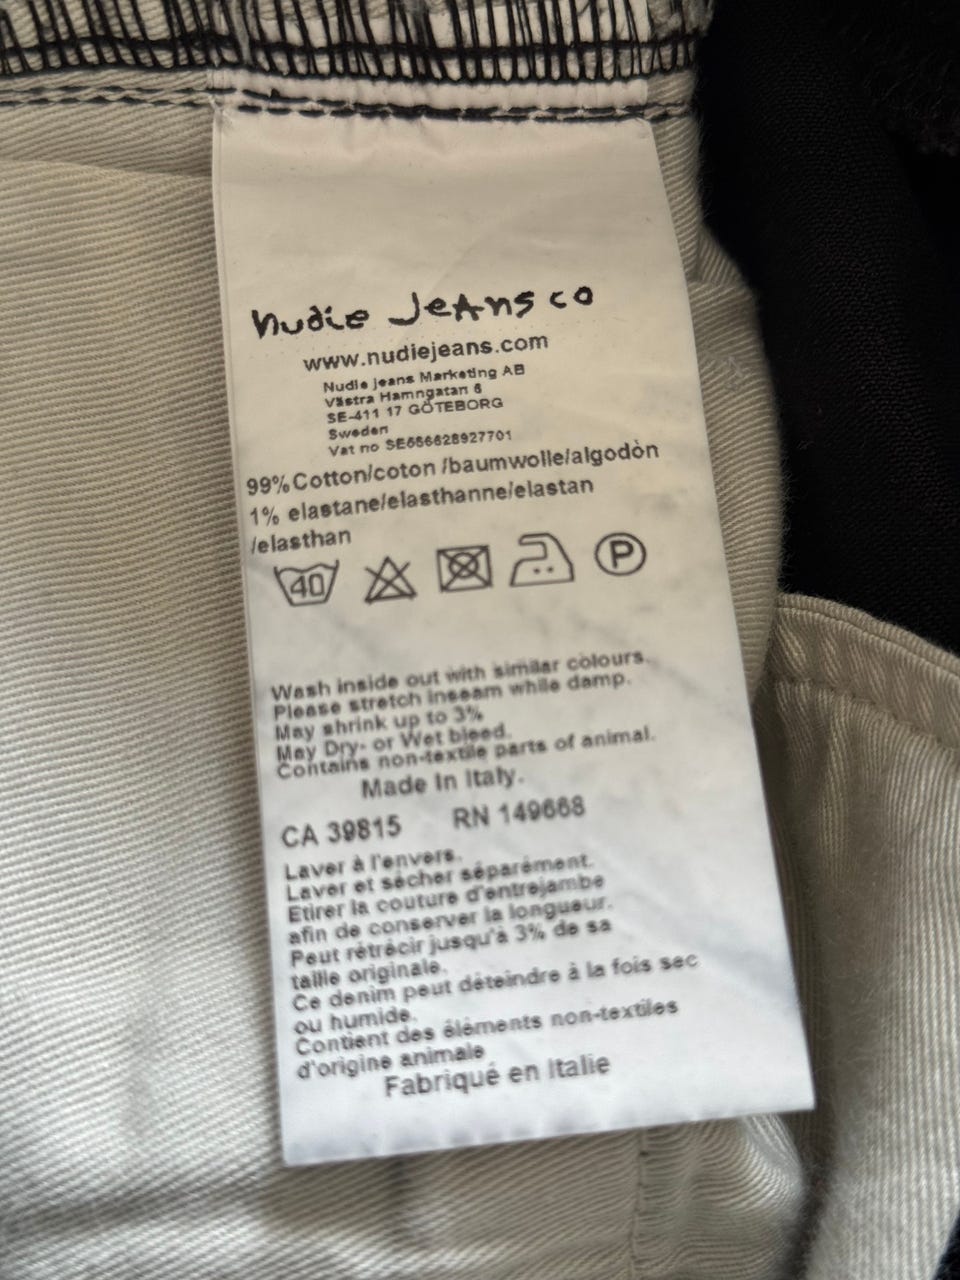 nudie Jeans co
www.nudiejeans.com
Nudie Jeans Marketing AB
Västra Hamngatan 6
SE-411 17 GÖTEBORG
Sweden
Vat no SE556628927701
99% Cotton/coton /baumwolle/algodòn
1% elastane/elasthanne/elastan
/elasthan
40
P
Wash inside out with similar colours.
Please stretch inseam while damp.
May shrink up to 3%
May Dry- or Wet bleed.
Contains non-textile parts of animal.
Made In Italy.
CA 39815 RN 149668
Laver à l'envers.
Laver et sècher séparément.
Etirer la couture d'entrejambe
afin de conserver la longueur.
Peut rétrécir jusqu'à 3% de sa
taille originale.
Ce denim peut déteindre à la fois sec
ou humide.
Contient des éléments non-textiles
d'origine animale
Fabriqué en Italie